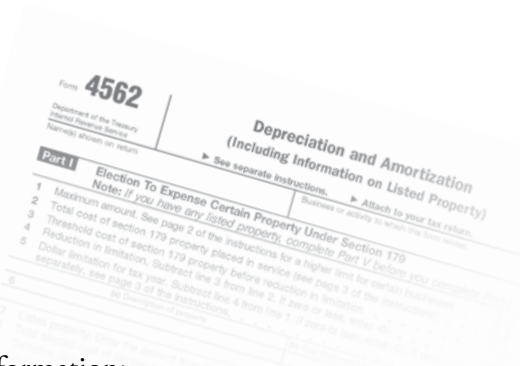 Form 4562
Department of the Treasury
Internal Revenue Service
Name(s) shown on return
Depreciation and Amortization
(Including Information on Listed Property)
► See separate instructions.
► Attach to your tax return.
Business or activity to which this form relates
Part I
Election To Expense Certain Property Under Section 179
Note: If you have any listed property, complete Part V before you complete
1 Maximum amount. See page 2 of the instructions for a higher limit for certain businesses
2 Total cost of section 179 property placed in service (see page 3 of the instructions)
3 Threshold cost of section 179 property before reduction in limitation
4 Reduction in limitation. Subtract line 3 from line 2. If zero or less, enter
5 Dollar limitation for tax year. Subtract line 4 from line 1. If zero or less
separately, see page 3 of the instructions.
6
(a) Description of property
7